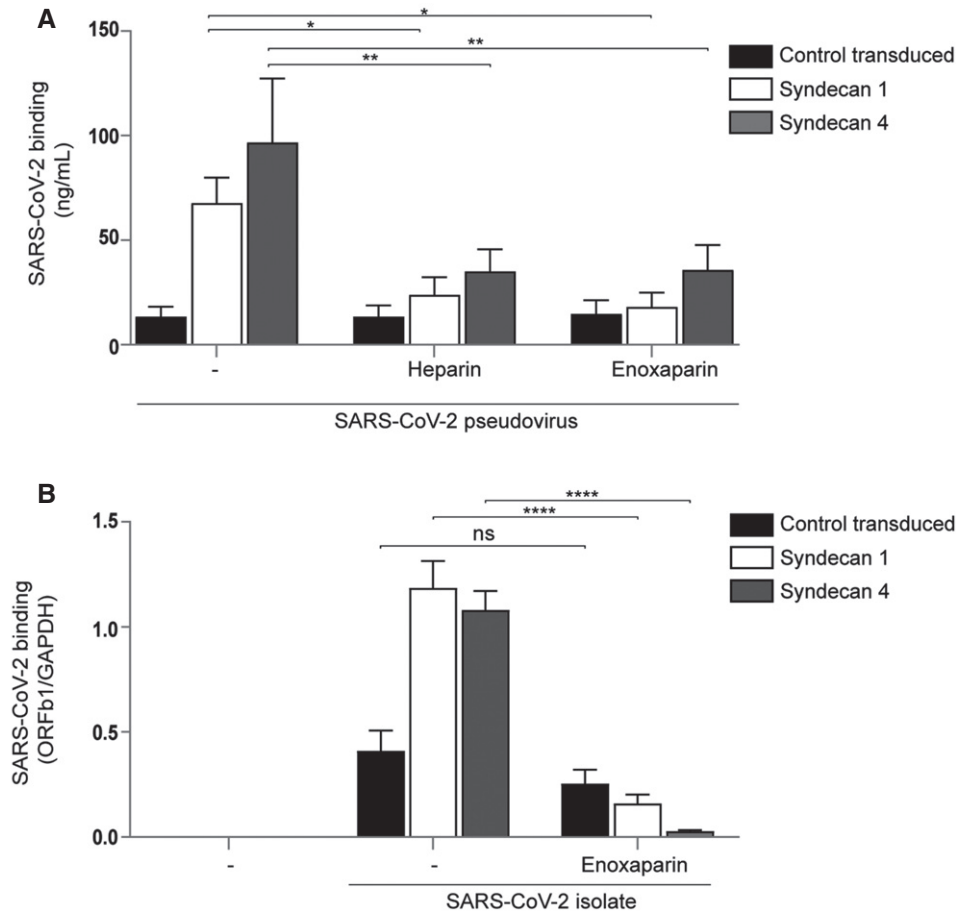 A
*
*
**
**
150
100
50
0
SARS-CoV-2 binding
(ng/mL)
Control transduced
Syndecan 1
Syndecan 4
-
Heparin
Enoxaparin
SARS-CoV-2 pseudovirus
B
****
****
ns
1.5
1.0
0.5
0.0
SARS-CoV-2 binding
(ORFb1/GAPDH)
Control transduced
Syndecan 1
Syndecan 4
-
-
Enoxaparin
SARS-CoV-2 isolate